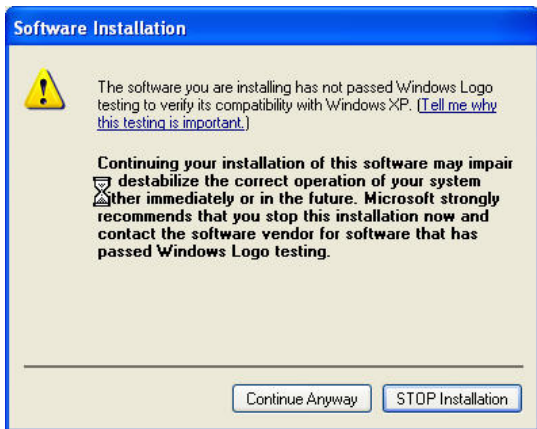 Software Installation
The software you are installing has not passed Windows Logo
testing to verify its compatibility with Windows XP. (Tell me why
this testing is important.)
Continuing your installation of this software may impair
destabilize the correct operation of your system
ther immediately or in the future. Microsoft strongly
recommends that you stop this installation now and
contact the software vendor for software that has
passed Windows Logo testing.
Continue Anyway
STOP Installation